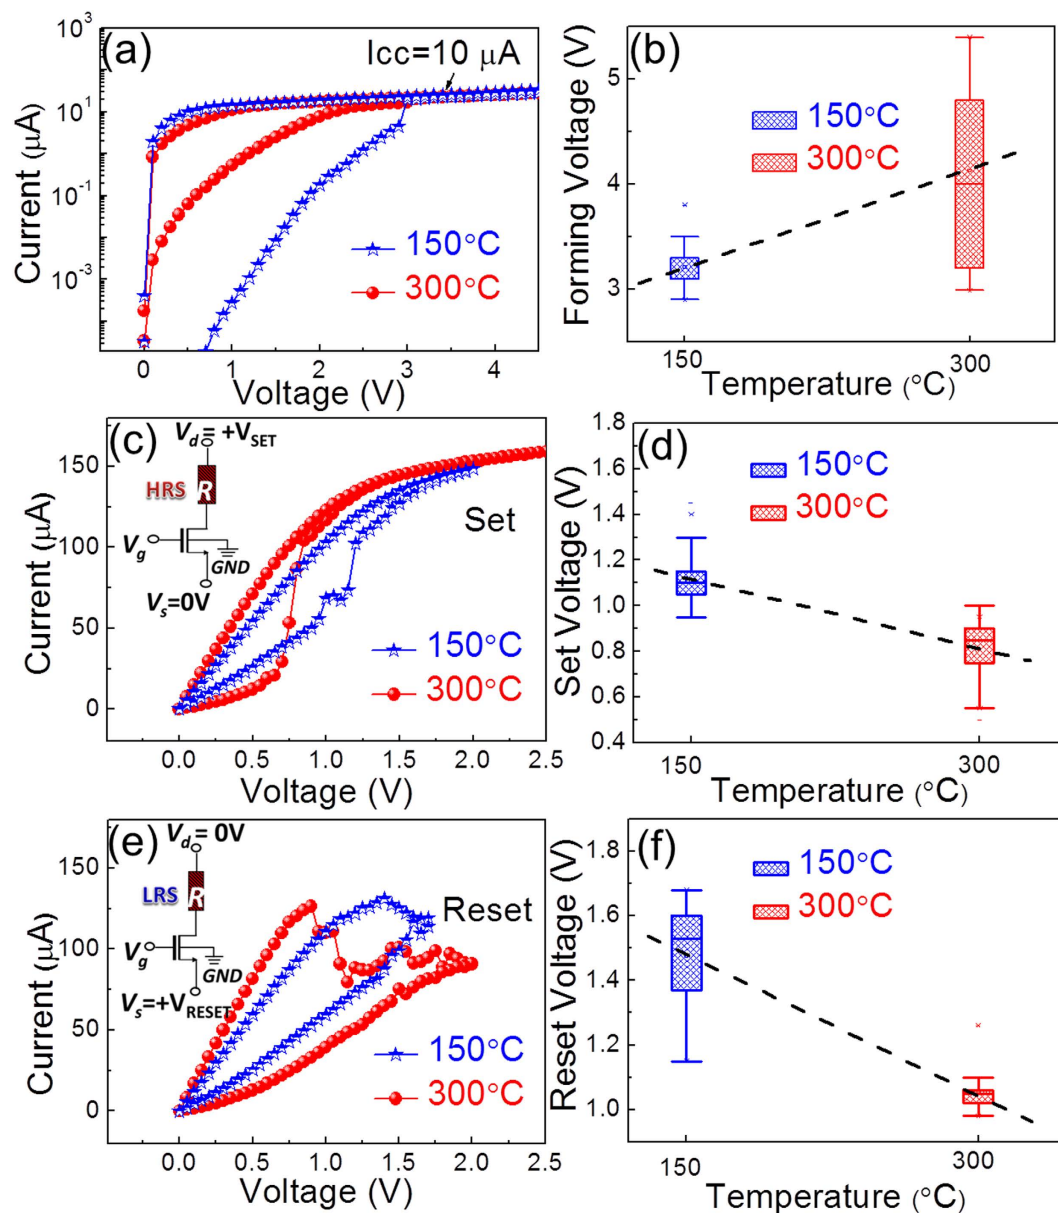 (a)
Icc=10 μA
10³
10¹
10⁻¹
10⁻³
Current (μA)
150°C
300°C
0 1 2 3 4
Voltage (V)
(b)
Forming Voltage (V)
5
4
3
150°C
300°C
150 300
Temperature (°C)
(c)
V_d = +V_SET
HRS
R
V_g
GND
V_s=0V
Set
150
100
50
0
Current (μA)
150°C
300°C
0.0 0.5 1.0 1.5 2.0 2.5
Voltage (V)
(d)
Set Voltage (V)
1.8
1.6
1.4
1.2
1.0
0.8
0.6
0.4
150°C
300°C
150 300
Temperature (°C)
(e)
V_d = 0V
LRS
R
V_g
GND
V_s=+V_RESET
Reset
150
100
50
0
Current (μA)
150°C
300°C
0.0 0.5 1.0 1.5 2.0 2.5
Voltage (V)
(f)
Reset Voltage (V)
1.8
1.6
1.4
1.2
1.0
150°C
300°C
150 300
Temperature (°C)